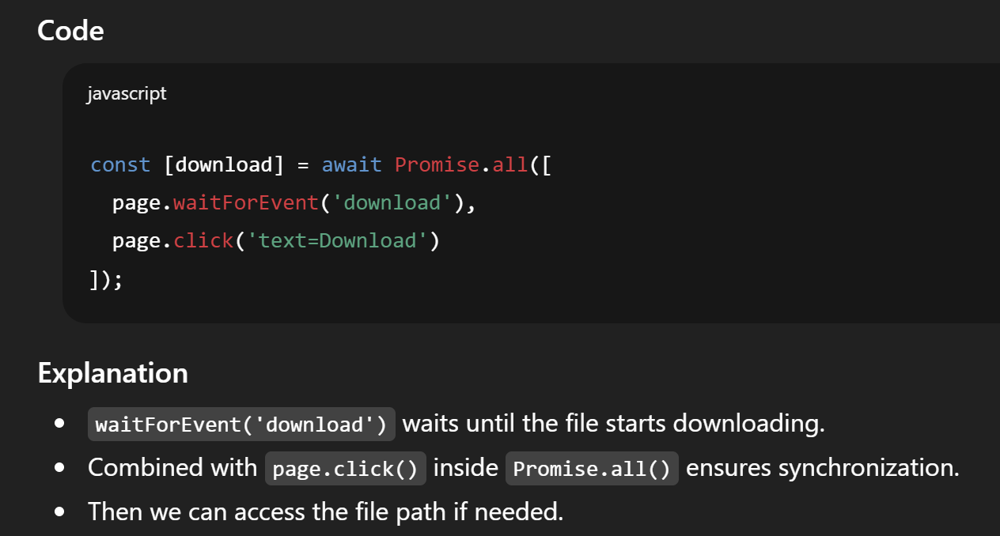 Code
javascript
const [download] = await Promise.all([
  page.waitForEvent('download'),
  page.click('text=Download')
]);
Explanation
• waitForEvent('download') waits until the file starts downloading.
• Combined with page.click() inside Promise.all() ensures synchronization.
• Then we can access the file path if needed.